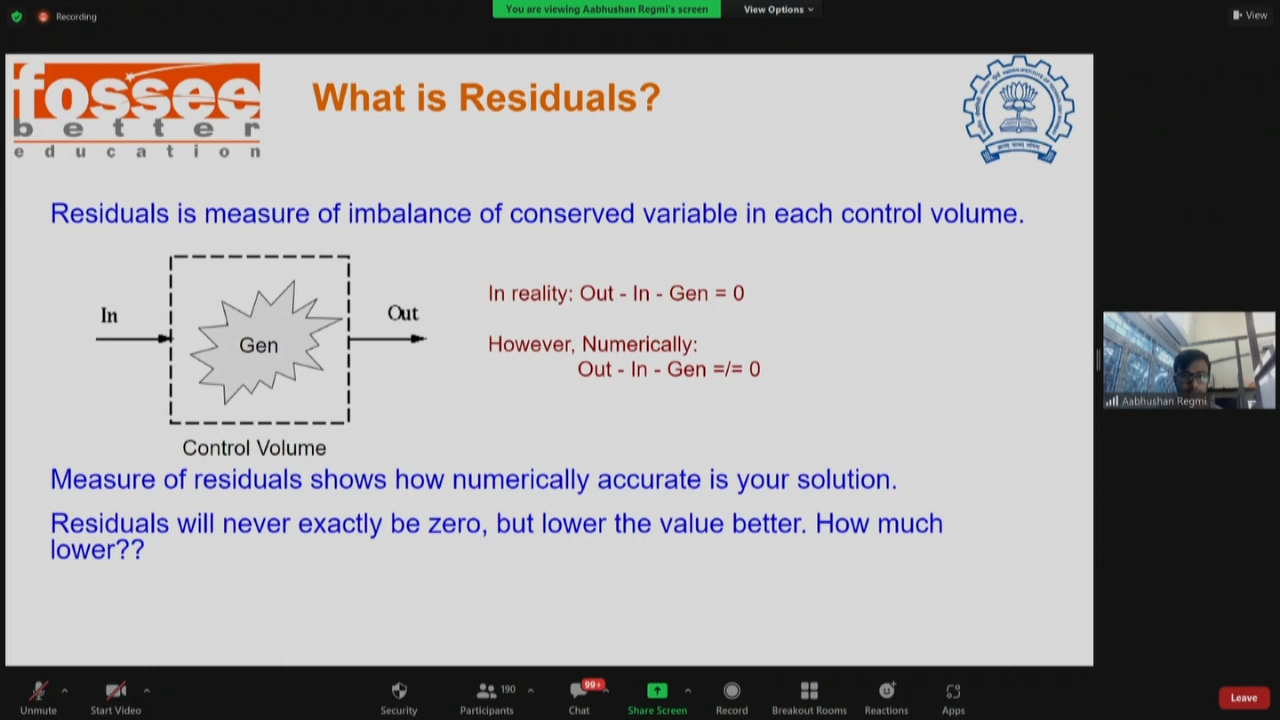 Recording
You are viewing Aabhushan Regmi's screen
View Options
View
fossee
better
education
What is Residuals?
Residuals is measure of imbalance of conserved variable in each control volume.
In
Gen
Out
Control Volume
In reality: Out - In - Gen = 0
However, Numerically:
Out - In - Gen =/= 0
Aabhushan Regmi
Measure of residuals shows how numerically accurate is your solution.
Residuals will never exactly be zero, but lower the value better. How much
lower??
Unmute
Start Video
Security
190
Participants
99+
Chat
Share Screen
Record
Breakout Rooms
Reactions
Apps
Leave